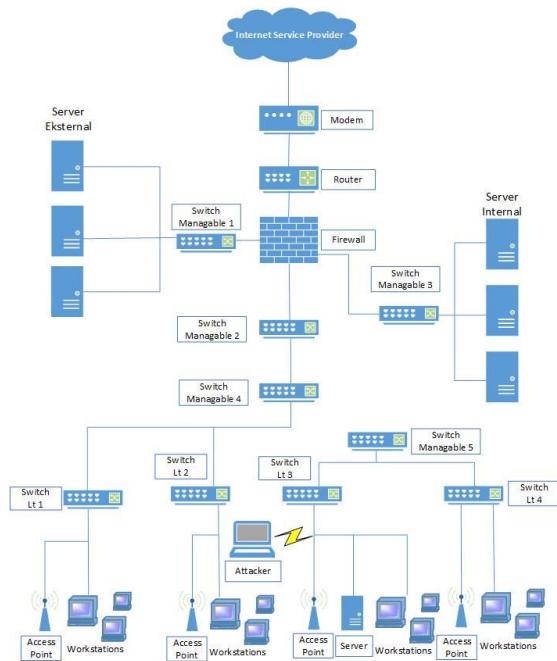 Internet Service Provider
Modem
Server
Eksternal
Router
Switch
Managable 1
Firewall
Server
Internal
Switch
Managable 3
Switch
Managable 2
Switch
Managable 4
Switch
Managable 5
Switch
Lt 1
Switch
Lt 2
Switch
Lt 3
Switch
Lt 4
Attacker
Access
Point
Workstations
Access
Point
Workstations
Access
Point
Server
Workstations
Access
Point
Workstations